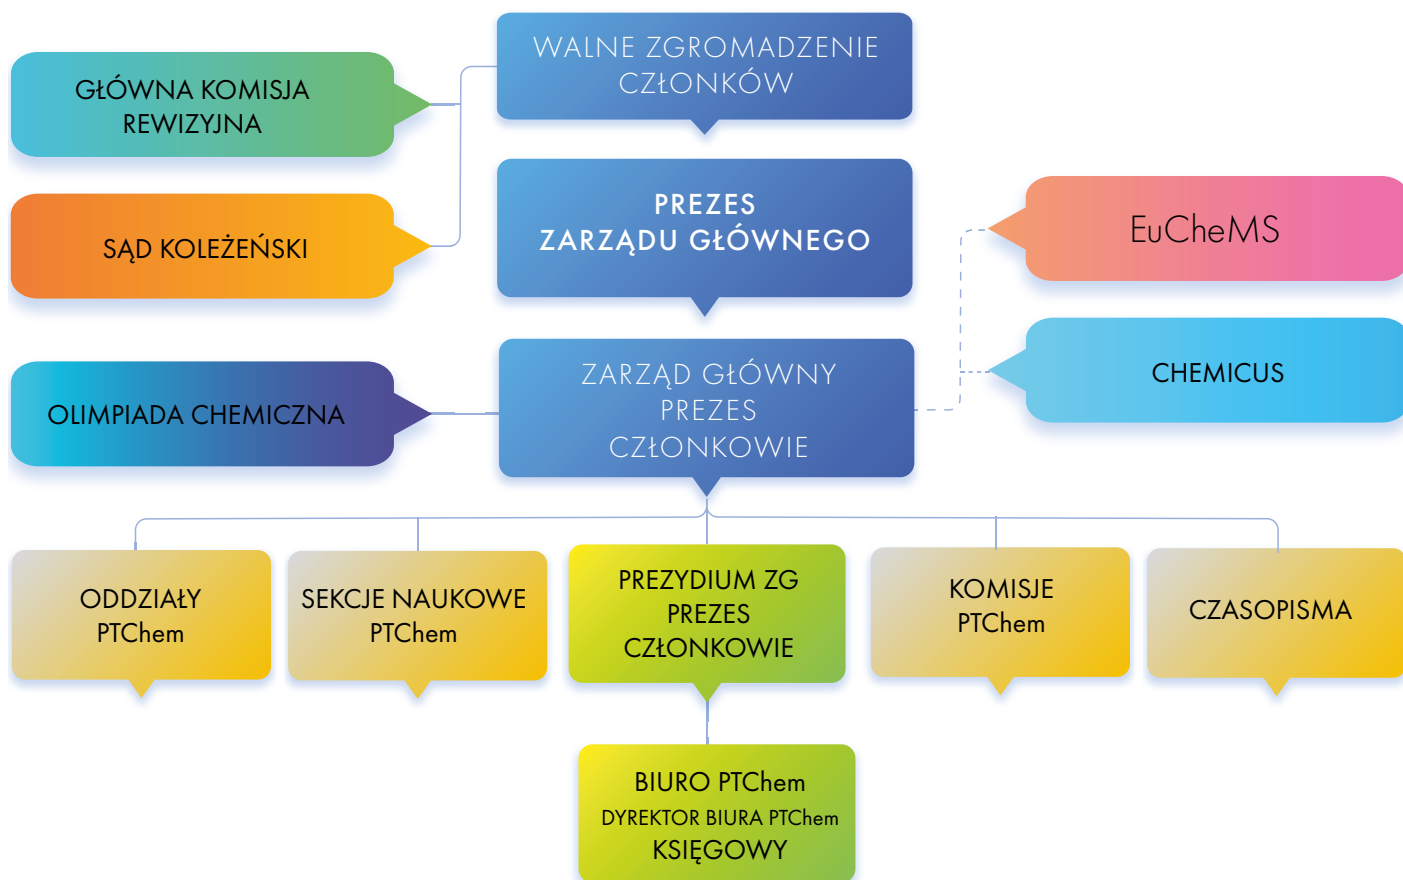 WALNE ZGROMADZENIE
CZŁONKÓW
GŁÓWNA KOMISJA
REWIZYJNA
PREZES
ZARZĄDU GŁÓWNEGO
SĄD KOLEŻEŃSKI
EuCheMS
ZARZĄD GŁÓWNY
PREZES
CZŁONKOWIE
OLIMPIADA CHEMICZNA
CHEMICUS
ODDZIAŁY
PTChem
SEKCJE NAUKOWE
PTChem
PREZYDIUM ZG
PREZES
CZŁONKOWIE
KOMISJE
PTChem
CZASOPISMA
BIURO PTChem
DYREKTOR BIURA PTChem
KSIĘGOWY